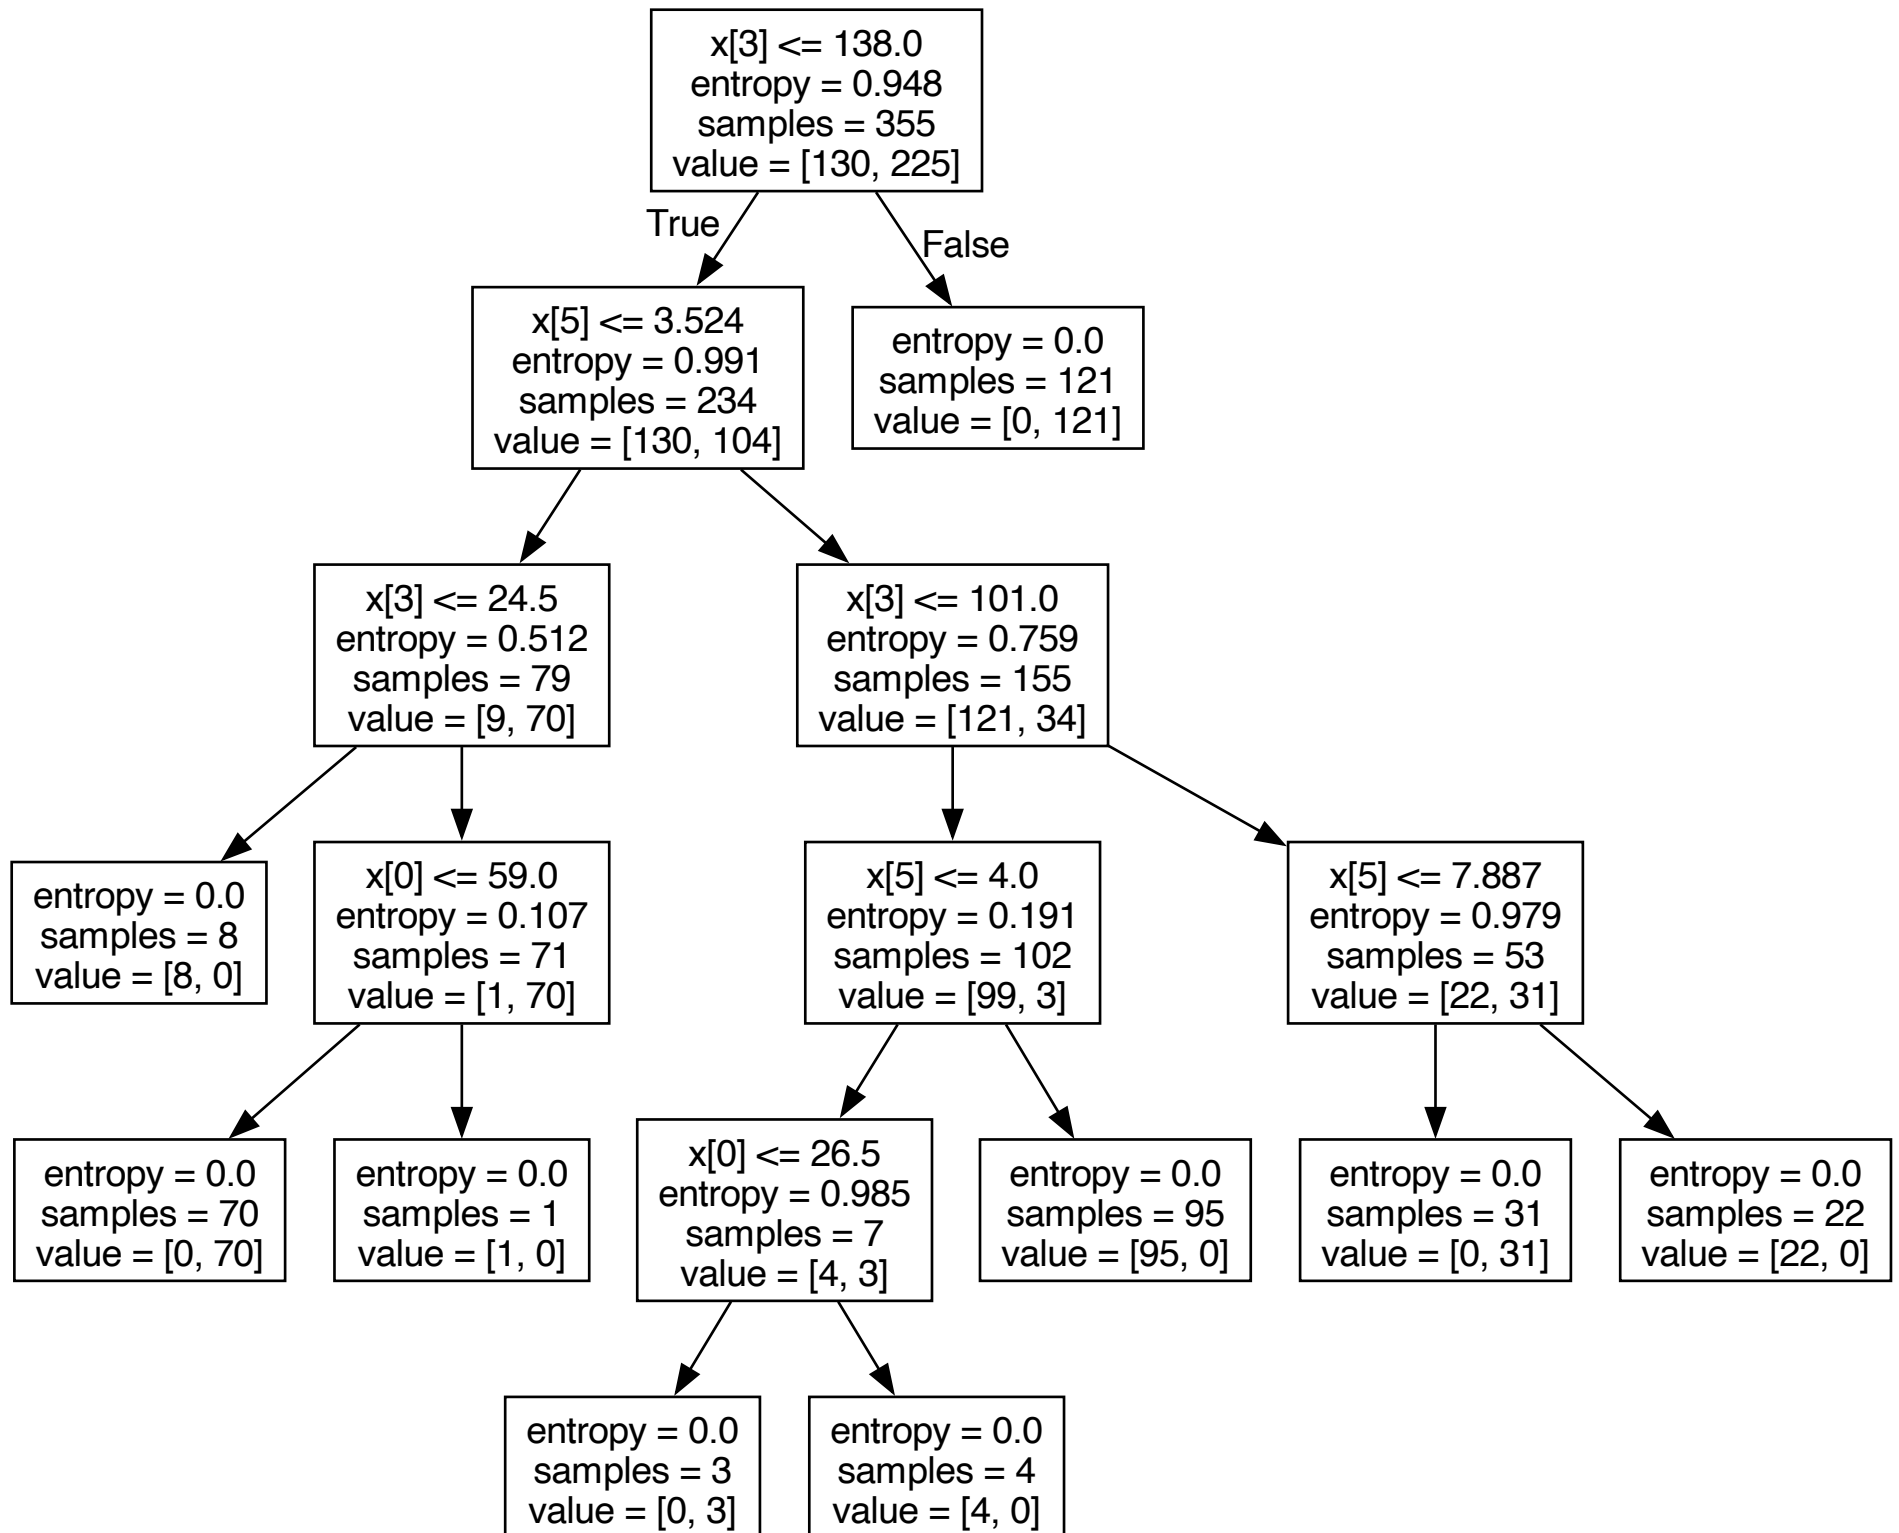 x[3] <= 138.0
entropy = 0.948
samples = 355
value = [130, 225]
True
False
x[5] <= 3.524
entropy = 0.991
samples = 234
value = [130, 104]
entropy = 0.0
samples = 121
value = [0, 121]
x[3] <= 24.5
entropy = 0.512
samples = 79
value = [9, 70]
x[3] <= 101.0
entropy = 0.759
samples = 155
value = [121, 34]
entropy = 0.0
samples = 8
value = [8, 0]
x[0] <= 59.0
entropy = 0.107
samples = 71
value = [1, 70]
x[5] <= 4.0
entropy = 0.191
samples = 102
value = [99, 3]
x[5] <= 7.887
entropy = 0.979
samples = 53
value = [22, 31]
entropy = 0.0
samples = 70
value = [0, 70]
entropy = 0.0
samples = 1
value = [1, 0]
x[0] <= 26.5
entropy = 0.985
samples = 7
value = [4, 3]
entropy = 0.0
samples = 95
value = [95, 0]
entropy = 0.0
samples = 31
value = [0, 31]
entropy = 0.0
samples = 22
value = [22, 0]
entropy = 0.0
samples = 3
value = [0, 3]
entropy = 0.0
samples = 4
value = [4, 0]